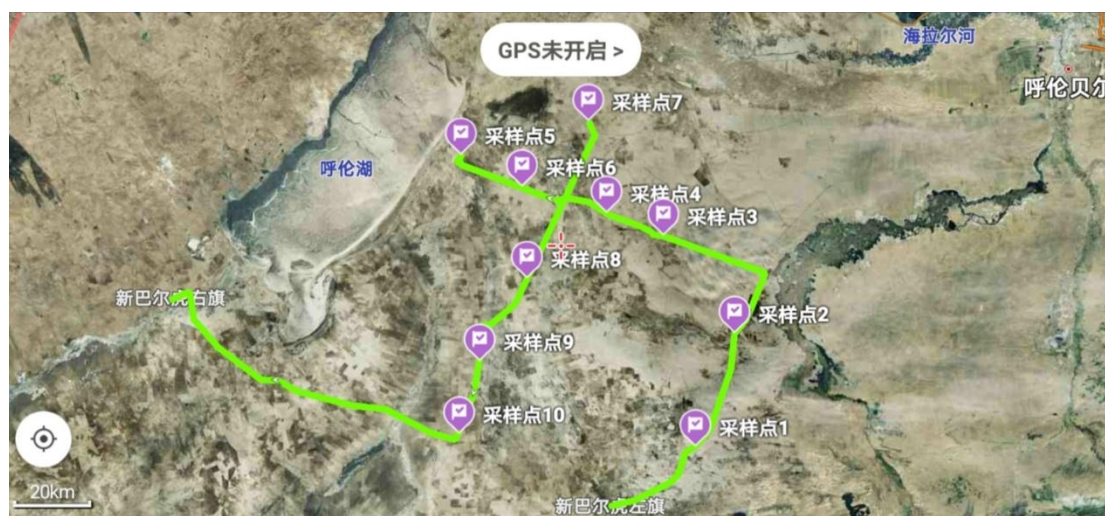 海拉尔河
GPS未开启 >
呼伦贝尔
采样点7
采样点5
呼伦湖
采样点6
采样点4
采样点3
采样点8
新巴尔虎右旗
采样点2
采样点9
采样点10
采样点1
20km
新巴尔虎左旗